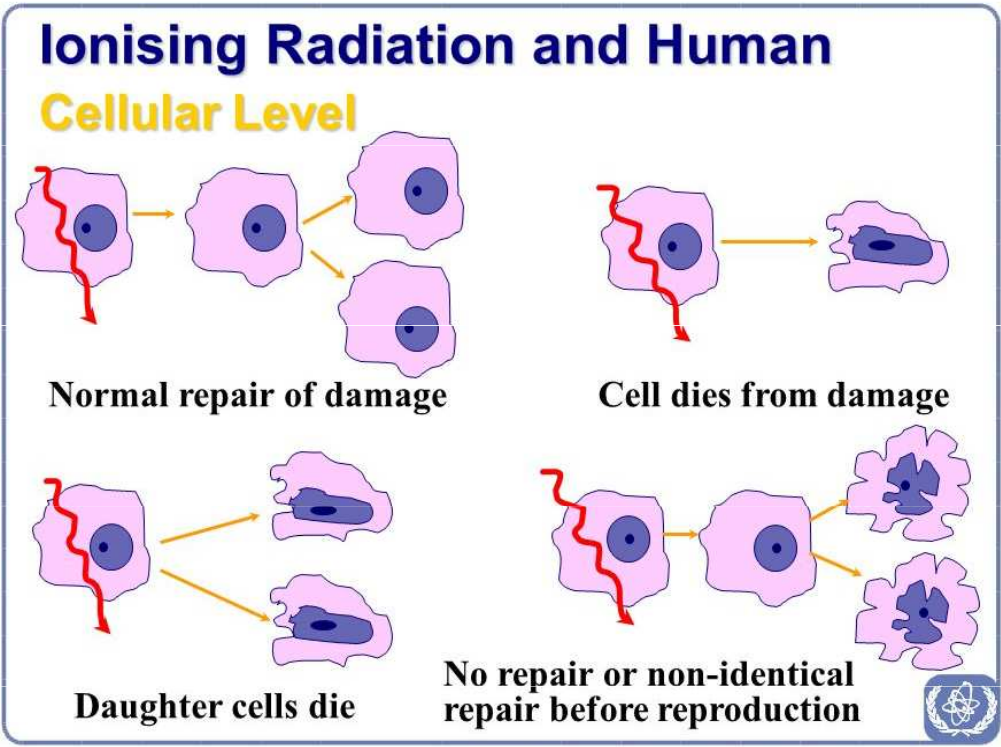 Ionising Radiation and Human
Cellular Level
Normal repair of damage
Cell dies from damage
Daughter cells die
No repair or non-identical
repair before reproduction